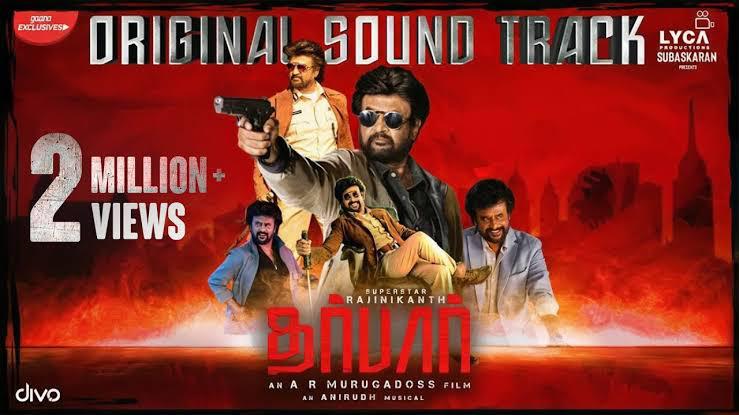 gaana
EXCLUSIVES
ORIGINAL SOUND TRACK
LYCA
PRODUCTIONS
SUBASKARAN
PRESENTS
2 MILLION+
VIEWS
SUPERSTAR
RAJINIKANTH
தர்பார்
AN A R MURUGADOSS FILM
AN ANIRUDH MUSICAL
divo